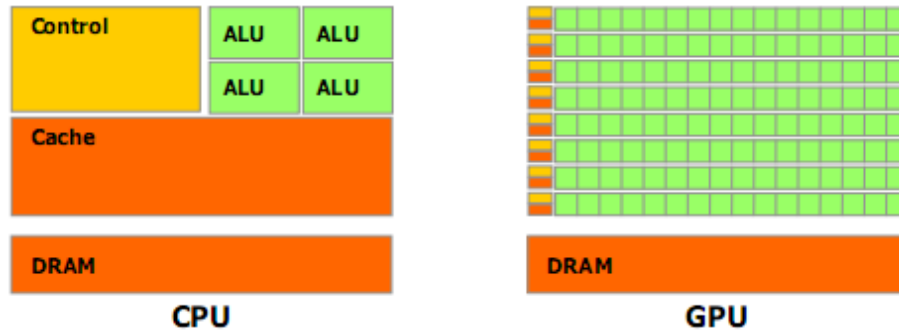 Control
ALU ALU
ALU ALU
Cache
DRAM
CPU
DRAM
GPU